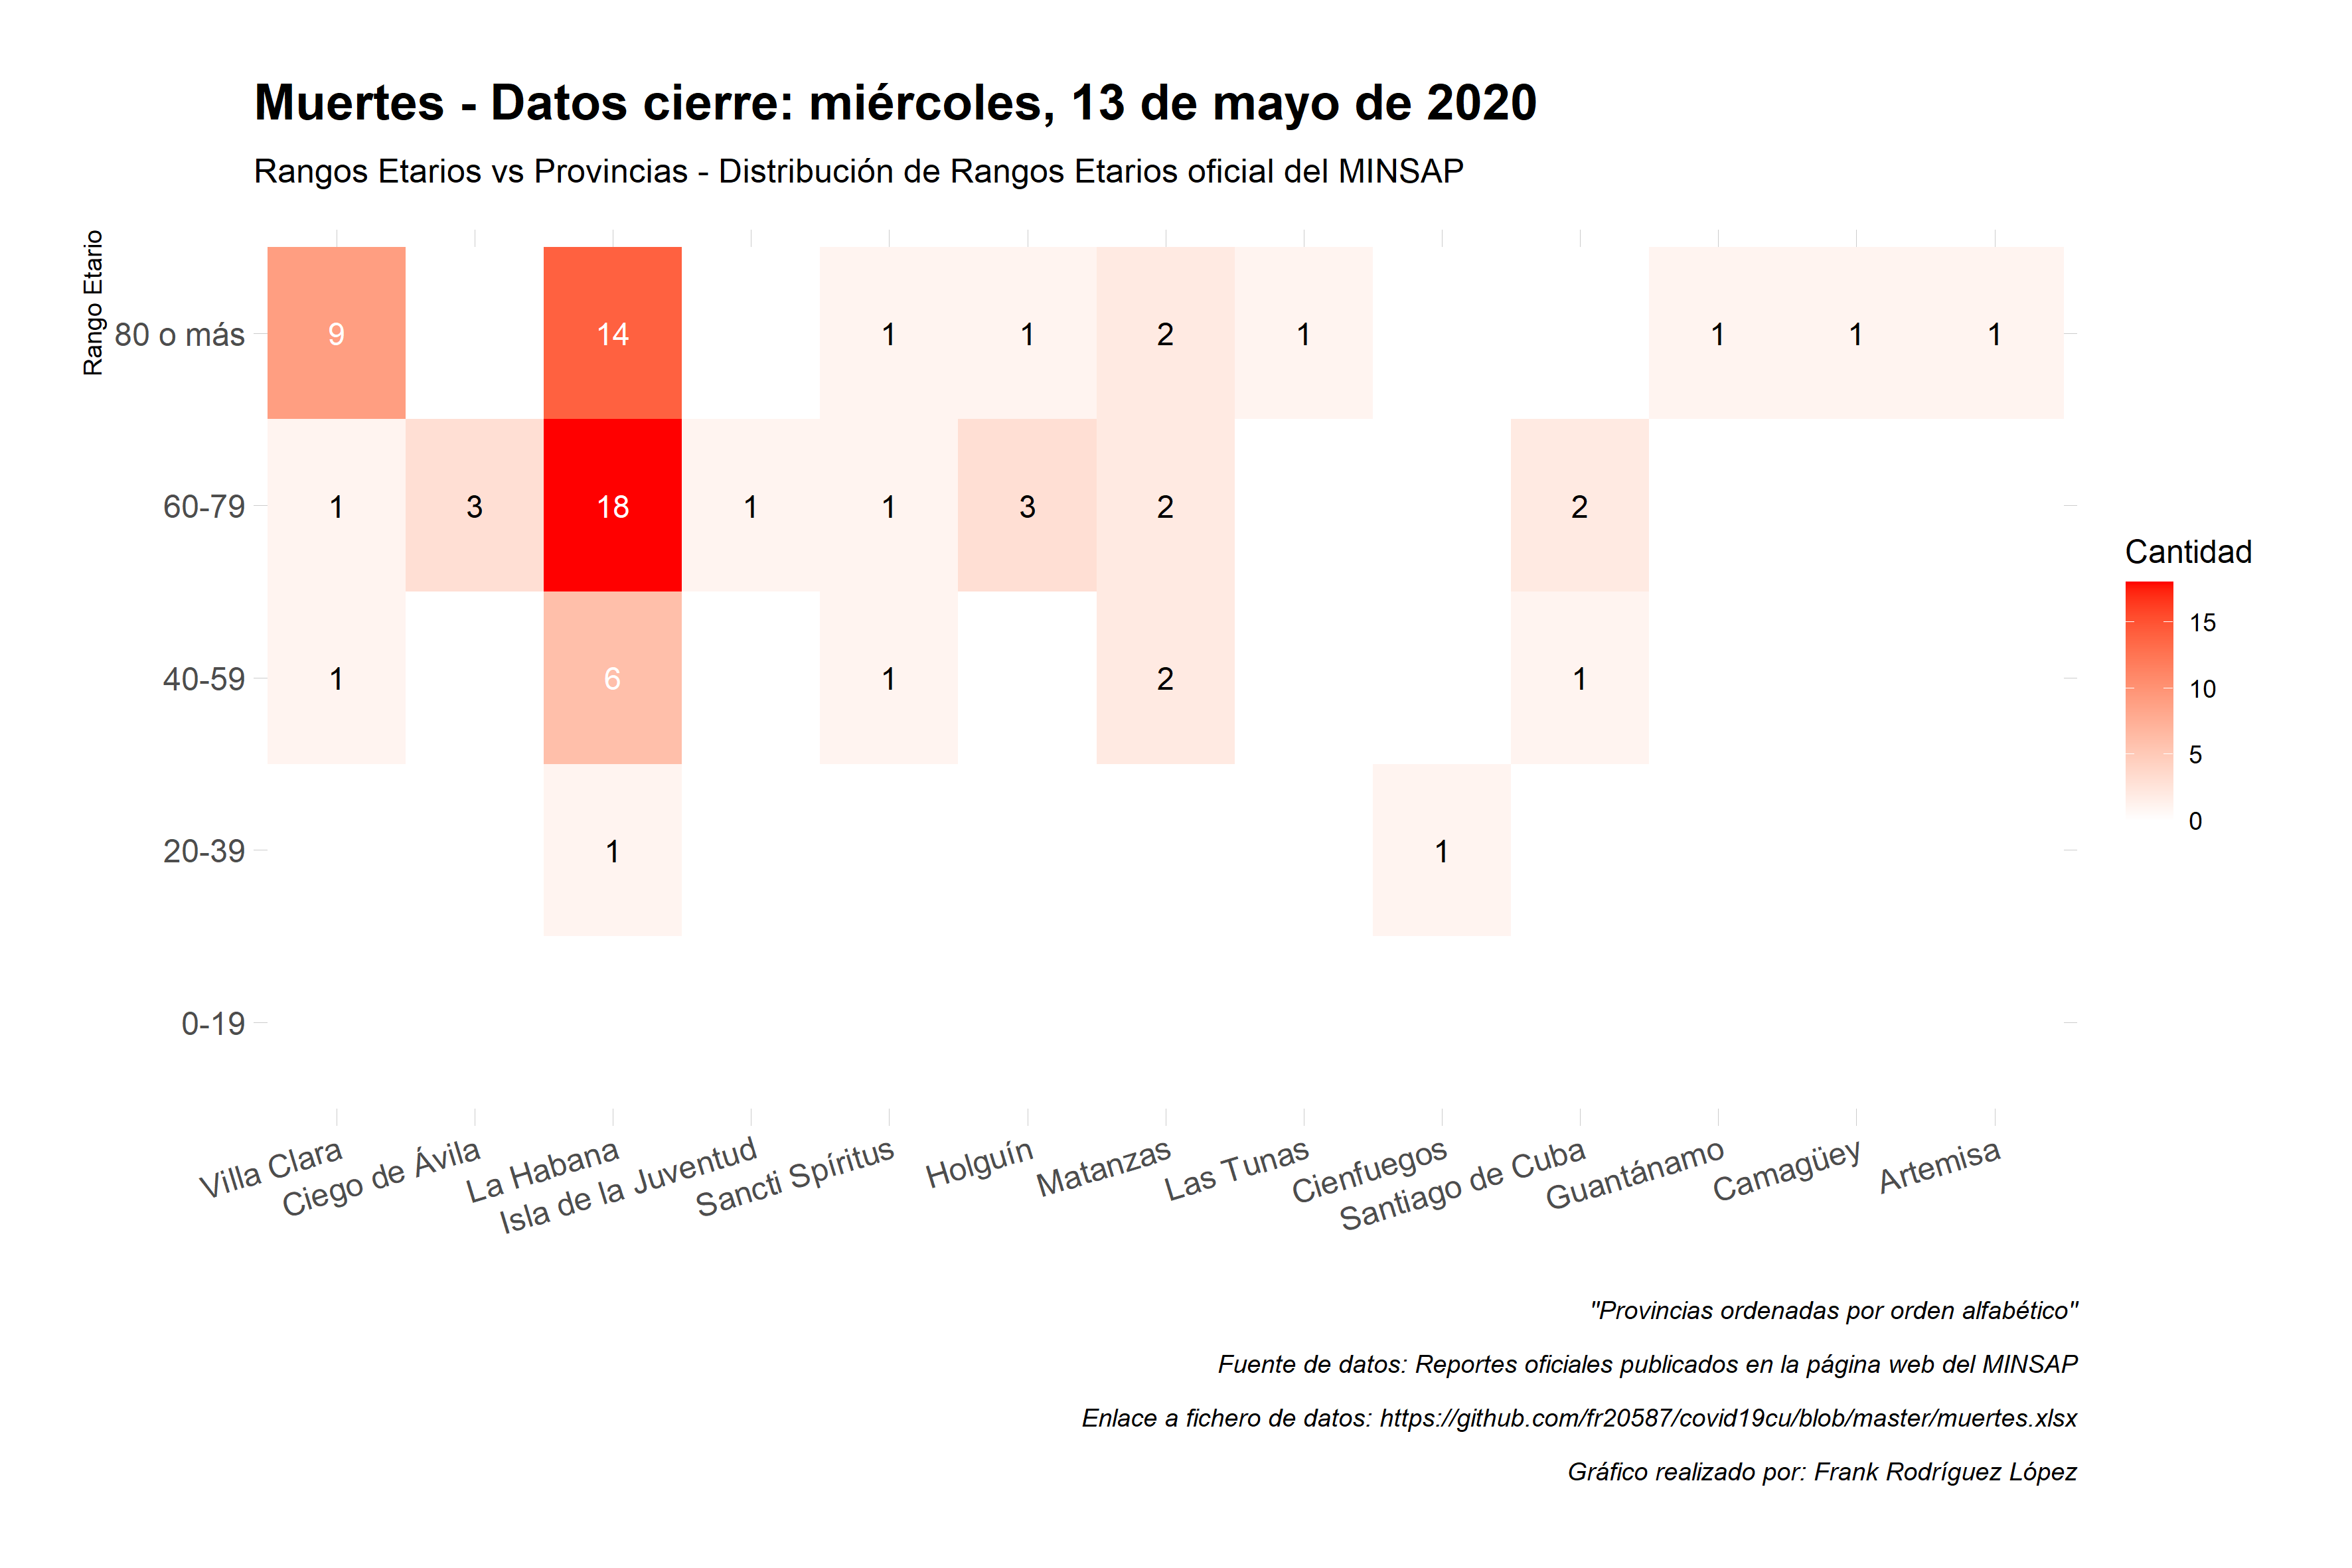 Muertes - Datos cierre: miércoles, 13 de mayo de 2020
Rangos Etarios vs Provincias - Distribución de Rangos Etarios oficial del MINSAP
Rango Etario
80 o más
9
14
1
1
2
1
1
1
1
60-79
1
3
18
1
1
3
2
2
40-59
1
6
1
2
1
20-39
1
1
0-19
Villa Clara
Ciego de Ávila
La Habana
Isla de la Juventud
Sancti Spíritus
Holguín
Matanzas
Las Tunas
Cienfuegos
Santiago de Cuba
Guantánamo
Camagüey
Artemisa
Cantidad
15
10
5
0
"Provincias ordenadas por orden alfabético"
Fuente de datos: Reportes oficiales publicados en la página web del MINSAP
Enlace a fichero de datos: https://github.com/fr20587/covid19cu/blob/master/muertes.xlsx
Gráfico realizado por: Frank Rodríguez López